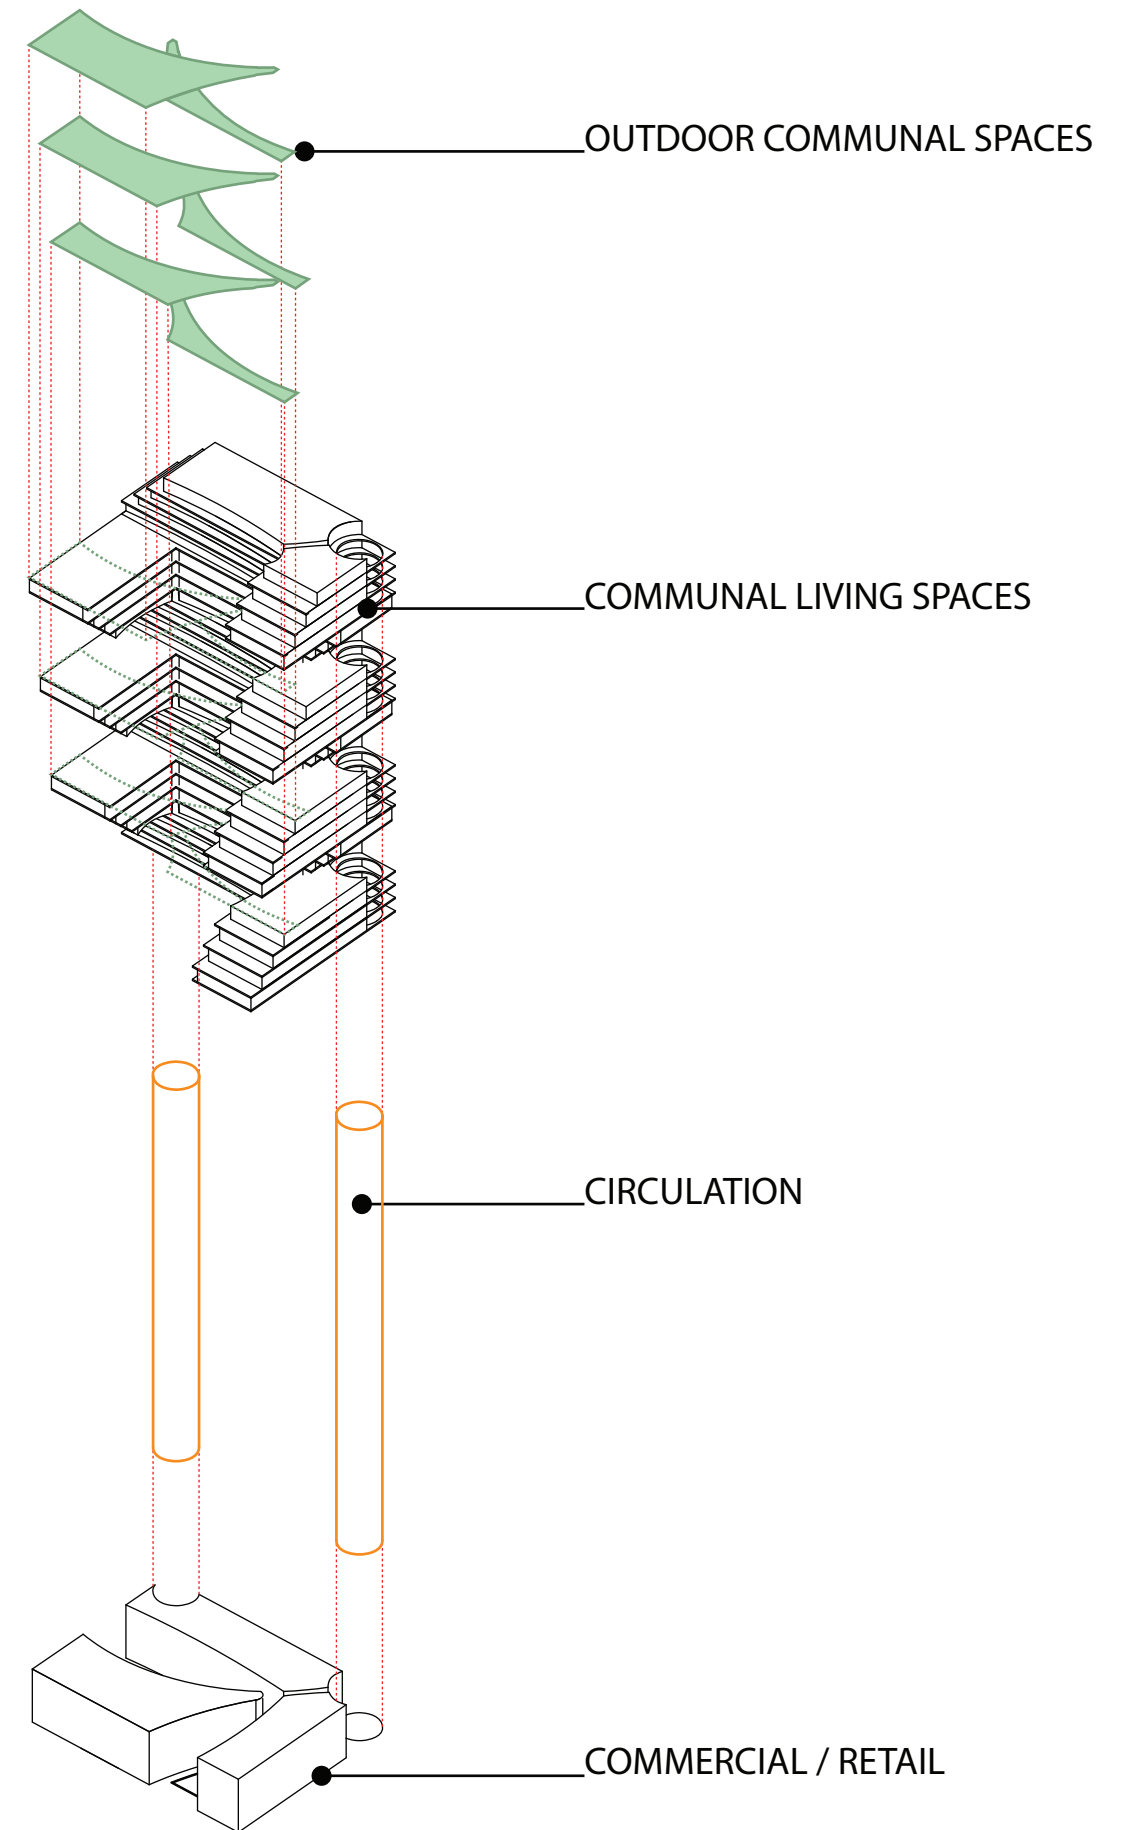 OUTDOOR COMMUNAL SPACES
COMMUNAL LIVING SPACES
CIRCULATION
COMMERCIAL / RETAIL